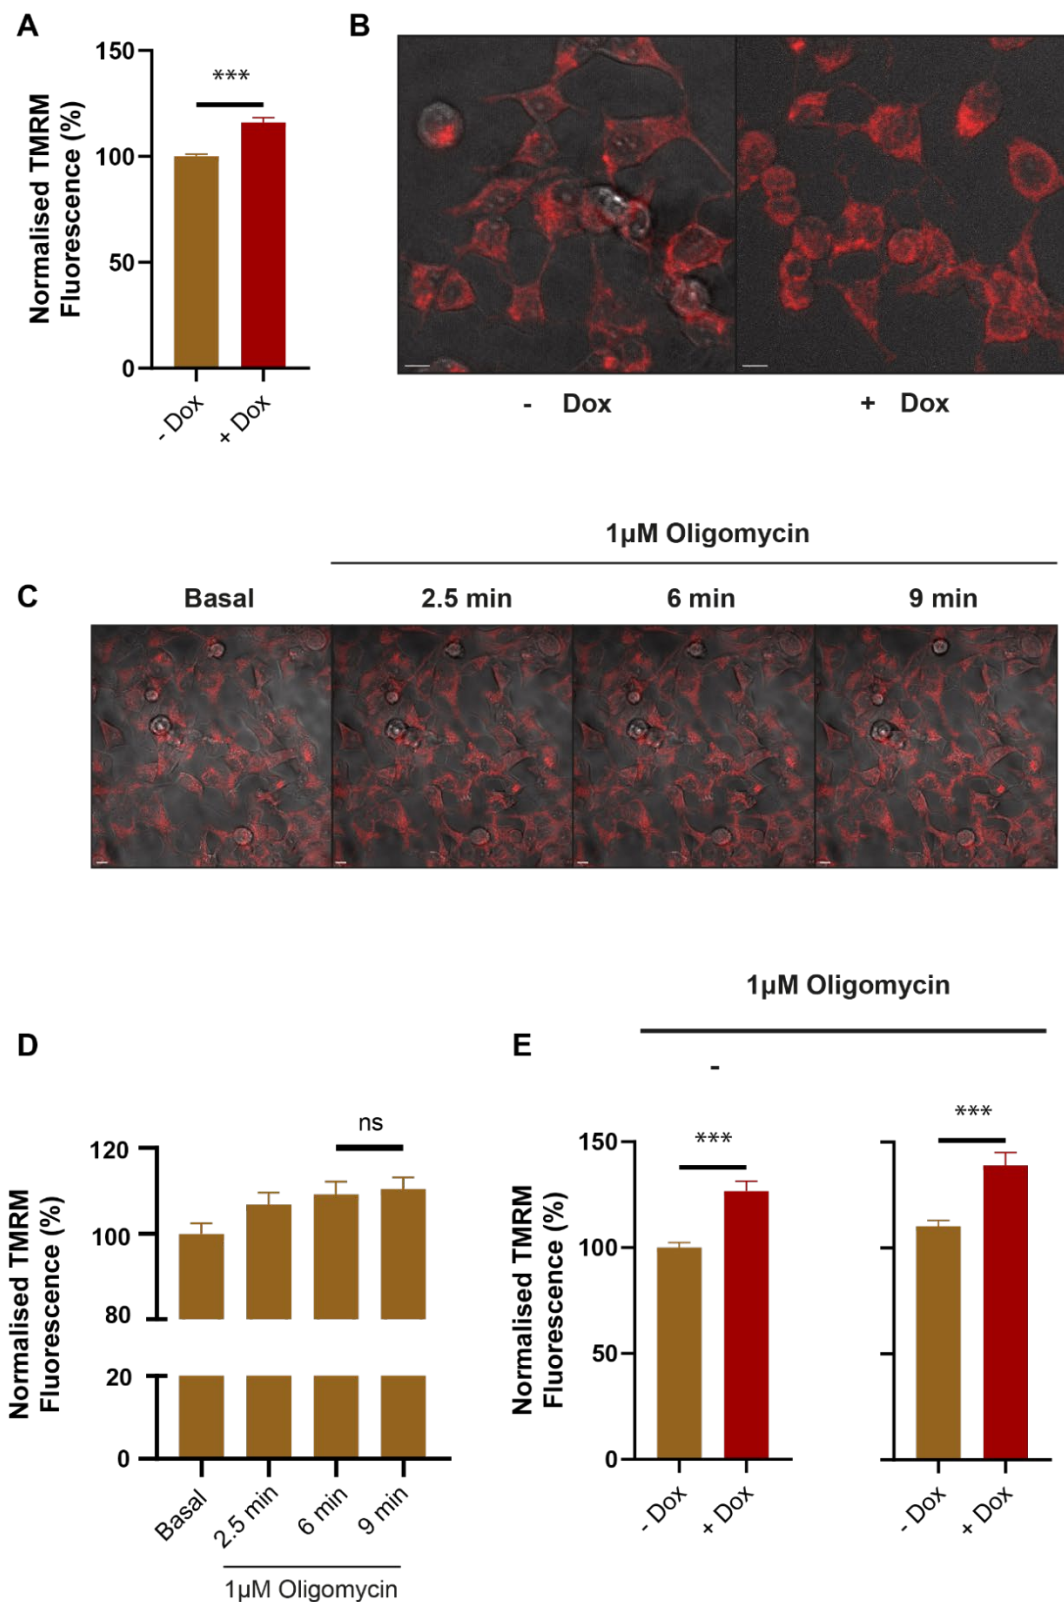 A
150
100
50
0
Normalised TMRM
Fluorescence (%)
***
- Dox
+ Dox
B
- Dox
+ Dox
1µM Oligomycin
C
Basal
2.5 min
6 min
9 min
D
120
100
80
20
0
Normalised TMRM
Fluorescence (%)
ns
Basal
2.5 min
6 min
9 min
1µM Oligomycin
1µM Oligomycin
E
-
150
100
50
0
Normalised TMRM
Fluorescence (%)
***
- Dox
+ Dox
***
- Dox
+ Dox